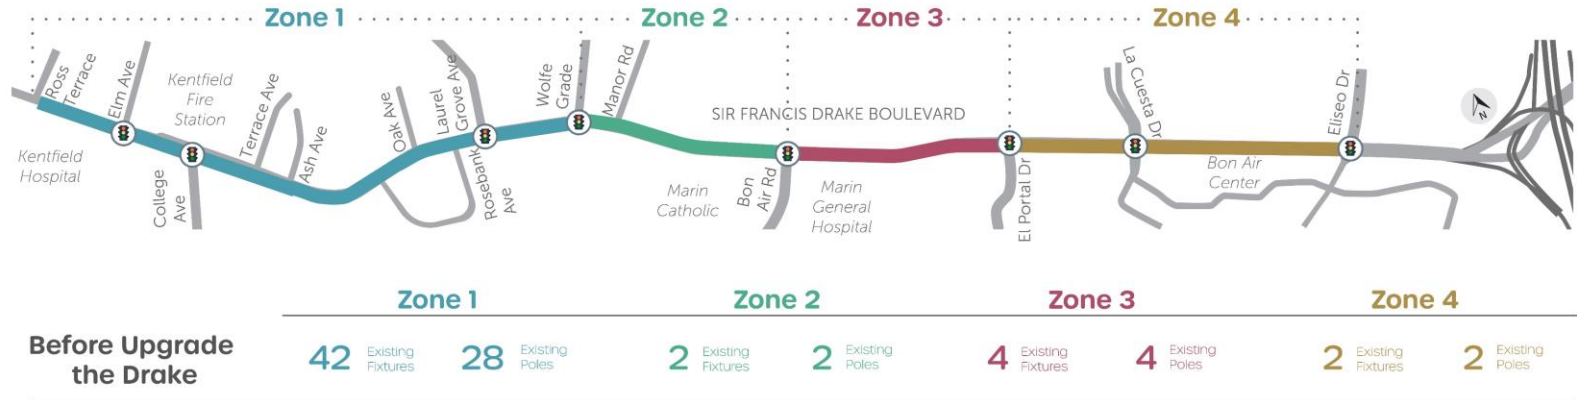 Zone 1
Zone 2
Zone 3
Zone 4
Ross
Terrace
Elm Ave
Kentfield
Fire
Station
Terrace Ave
Ash Ave
Oak Ave
Laurel
Grove Ave
Wolfe
Grade
Manor Rd
SIR FRANCIS DRAKE BOULEVARD
La Cuesta Dr
Eliseo Dr
N
Kentfield
Hospital
College
Ave
Rosebank
Ave
Marin
Catholic
Bon
Air Rd
Marin
General
Hospital
El Portal Dr
Bon Air
Center
Zone 1
Zone 2
Zone 3
Zone 4
Before Upgrade
the Drake
42 Existing
Fixtures
28 Existing
Poles
2 Existing
Fixtures
2 Existing
Poles
4 Existing
Fixtures
4 Existing
Poles
2 Existing
Fixtures
2 Existing
Poles